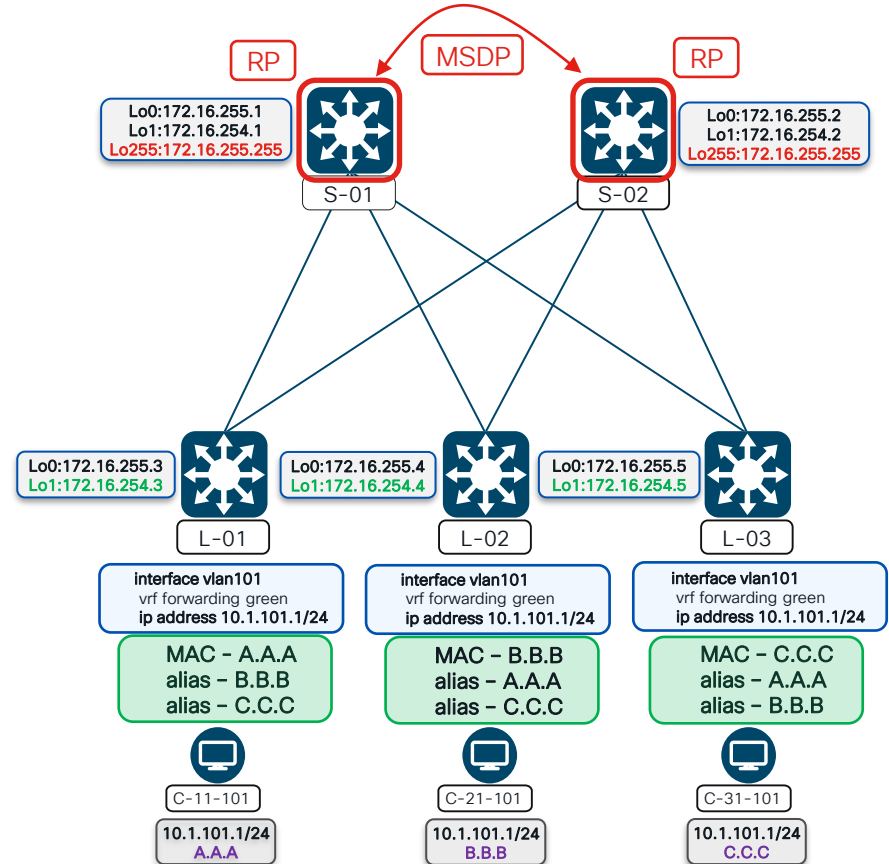 RP
MSDP
RP
Lo0:172.16.255.1
Lo1:172.16.254.1
Lo255:172.16.255.255
Lo0:172.16.255.2
Lo1:172.16.254.2
Lo255:172.16.255.255
S-01
S-02
Lo0:172.16.255.3
Lo1:172.16.254.3
Lo0:172.16.255.4
Lo1:172.16.254.4
Lo0:172.16.255.5
Lo1:172.16.254.5
L-01
L-02
L-03
interface vlan101
vrf forwarding green
ip address 10.1.101.1/24
interface vlan101
vrf forwarding green
ip address 10.1.101.1/24
interface vlan101
vrf forwarding green
ip address 10.1.101.1/24
MAC – A.A.A
alias – B.B.B
alias – C.C.C
MAC – B.B.B
alias – A.A.A
alias – C.C.C
MAC – C.C.C
alias – A.A.A
alias – B.B.B
C-11-101
C-21-101
C-31-101
10.1.101.1/24
A.A.A
10.1.101.1/24
B.B.B
10.1.101.1/24
C.C.C